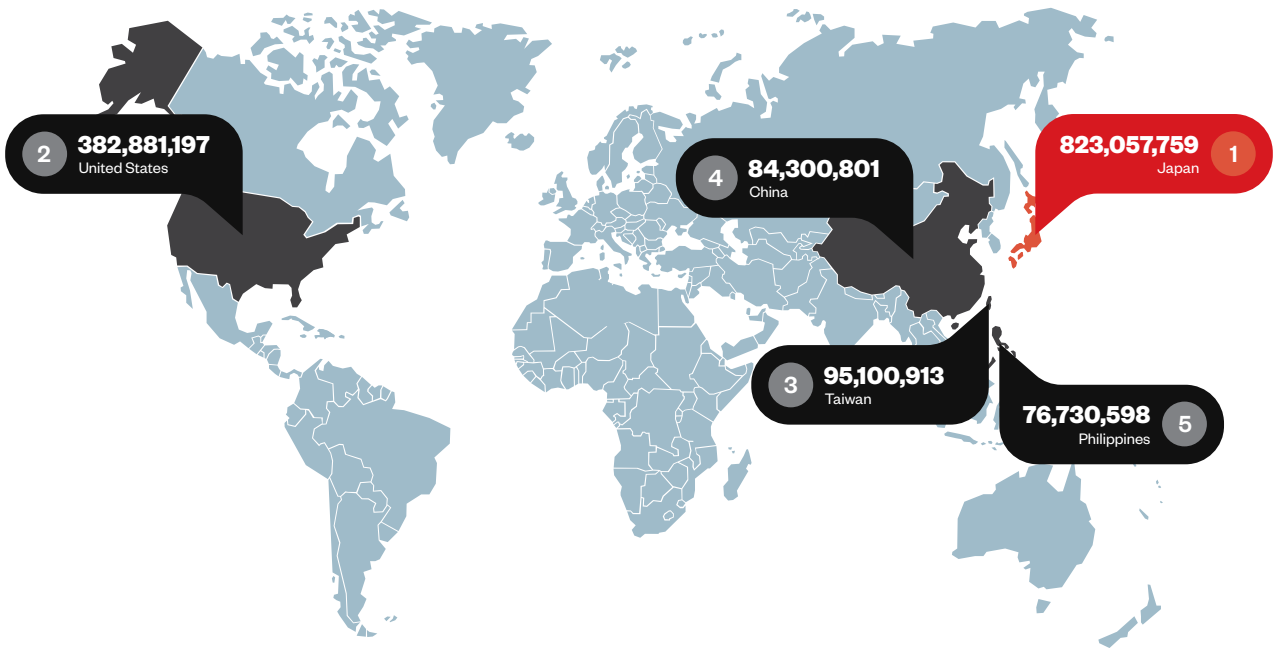 2
382,881,197
United States
823,057,759
Japan
1
4
84,300,801
China
3
95,100,913
Taiwan
76,730,598
Philippines
5